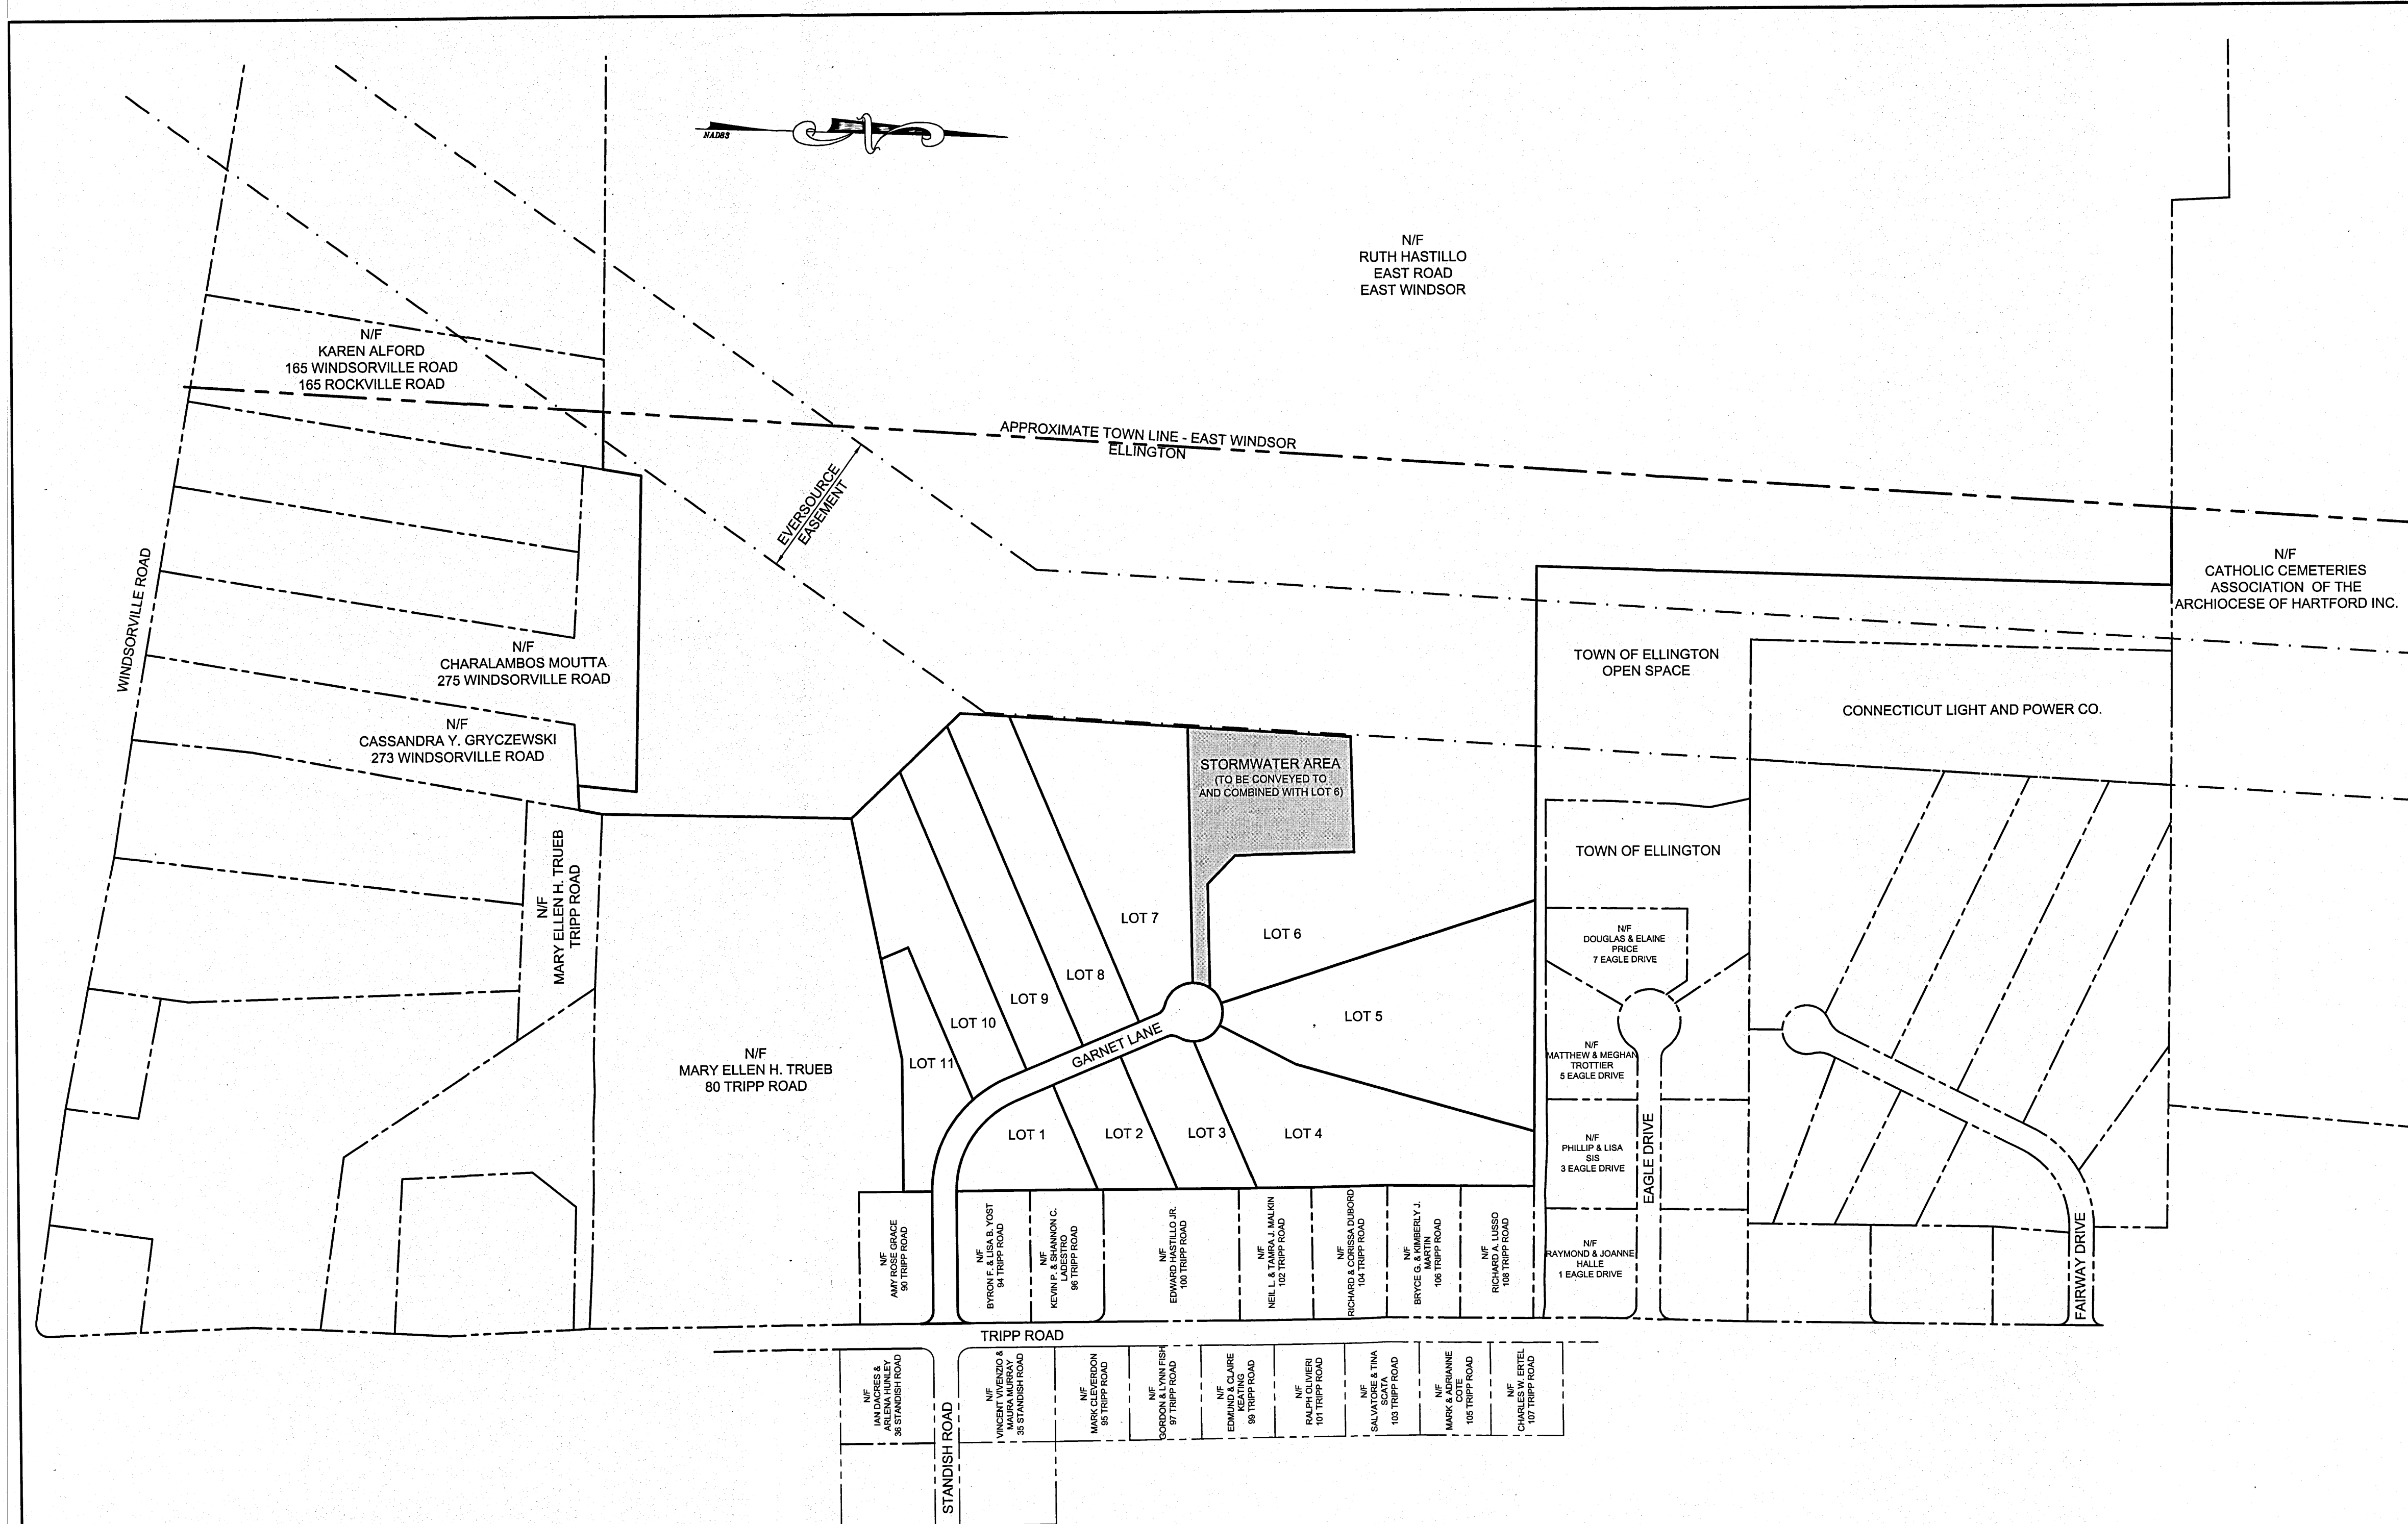 NAD83
N/F
RUTH HASTILLO
EAST ROAD
EAST WINDSOR
N/F
KAREN ALFORD
165 WINDSORVILLE ROAD
165 ROCKVILLE ROAD
APPROXIMATE TOWN LINE - EAST WINDSOR
ELLINGTON
EVERSOURCE
EASEMENT
WINDSORVILLE ROAD
N/F
CATHOLIC CEMETERIES
ASSOCIATION OF THE
ARCHIOCESE OF HARTFORD INC.
N/F
CHARALAMBOS MOUTTA
275 WINDSORVILLE ROAD
TOWN OF ELLINGTON
OPEN SPACE
CONNECTICUT LIGHT AND POWER CO.
N/F
CASSANDRA Y. GRYCZEWSKI
273 WINDSORVILLE ROAD
STORMWATER AREA
(TO BE CONVEYED TO
AND COMBINED WITH LOT 6)
TOWN OF ELLINGTON
N/F
MARY ELLEN H. TRUEB
TRIPP ROAD
LOT 7
LOT 6
N/F
DOUGLAS & ELAINE
PRICE
7 EAGLE DRIVE
LOT 8
LOT 9
LOT 10
LOT 5
LOT 11
GARNET LANE
N/F
MARY ELLEN H. TRUEB
80 TRIPP ROAD
N/F
MATTHEW & MEGHAN
TROTTIER
5 EAGLE DRIVE
LOT 1
LOT 2
LOT 3
LOT 4
N/F
PHILLIP & LISA
SIS
3 EAGLE DRIVE
EAGLE DRIVE
N/F
AMY ROSE GRACE
90 TRIPP ROAD
N/F
BYRON F. & LISA B. YOST
94 TRIPP ROAD
N/F
KEVIN P. & SHANNON C.
LADESTRO
96 TRIPP ROAD
N/F
EDWARD HASTILLO JR.
100 TRIPP ROAD
N/F
NEIL L. & TAMRA J. MALKIN
102 TRIPP ROAD
N/F
RICHARD & CORISSA DUBORD
104 TRIPP ROAD
N/F
BRYCE G. & KIMBERLY J.
MARTIN
106 TRIPP ROAD
N/F
RICHARD A. LUSSO
108 TRIPP ROAD
N/F
RAYMOND & JOANNE
HALLE
1 EAGLE DRIVE
FAIRWAY DRIVE
TRIPP ROAD
N/F
IAN DACRES &
ARLENA HUNLEY
36 STANDISH ROAD
STANDISH ROAD
N/F
VINCENT VIVENZIO &
MAURA MURRAY
35 STANDISH ROAD
N/F
MARK CLEVERDON
95 TRIPP ROAD
N/F
GORDON & LYNN FISH
97 TRIPP ROAD
N/F
EDMUND & CLAIRE
KEATING
99 TRIPP ROAD
N/F
RALPH OLIVIERI
101 TRIPP ROAD
N/F
SALVATORE & TINA
SCATA
103 TRIPP ROAD
N/F
MARK & ADRIANNE
COTE
105 TRIPP ROAD
N/F
CHARLES W. ERTEL
107 TRIPP ROAD